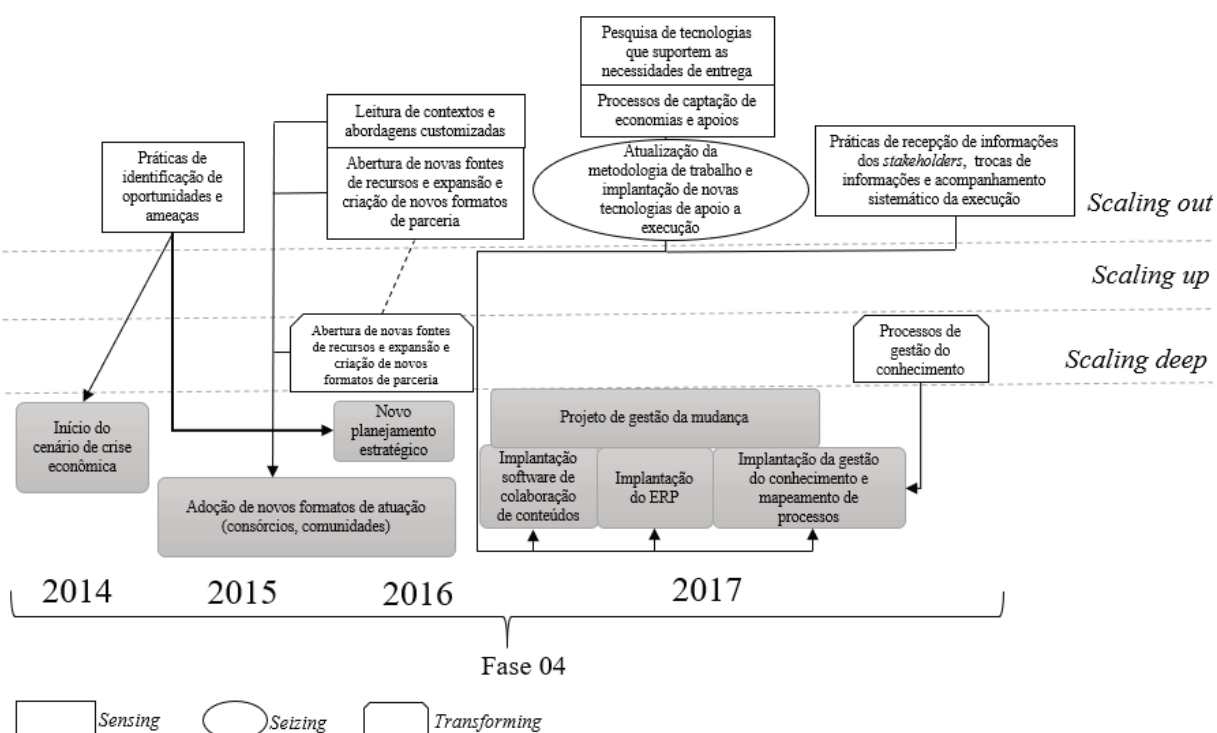 Pesquisa de tecnologias
que suportem as
necessidades de entrega
Processos de captação de
economias e apoios
Atualização da
metodologia de trabalho e
implantação de novas
tecnologias de apoio a
execução
Leitura de contextos e
abordagens customizadas
Abertura de novas fontes
de recursos e expansão e
criação de novos formatos
de parceria
Práticas de
identificação de
oportunidades e
ameaças
Práticas de recepção de informações
dos stakeholders, trocas de
informações e acompanhamento
sistemático da execução
Scaling out
Scaling up
Abertura de novas fontes
de recursos e expansão e
criação de novos
formatos de parceria
Processos de
gestão do
conhecimento
Scaling deep
Início do
cenário de crise
econômica
Novo
planejamento
estratégico
Projeto de gestão da mudança
Adoção de novos formatos de atuação
(consórcios, comunidades)
Implantação
software de
colaboração
de conteúdos
Implantação
do ERP
Implantação da gestão
do conhecimento e
mapeamento de
processos
2014
2015
2016
2017
Fase 04
Sensing
Seizing
Transforming